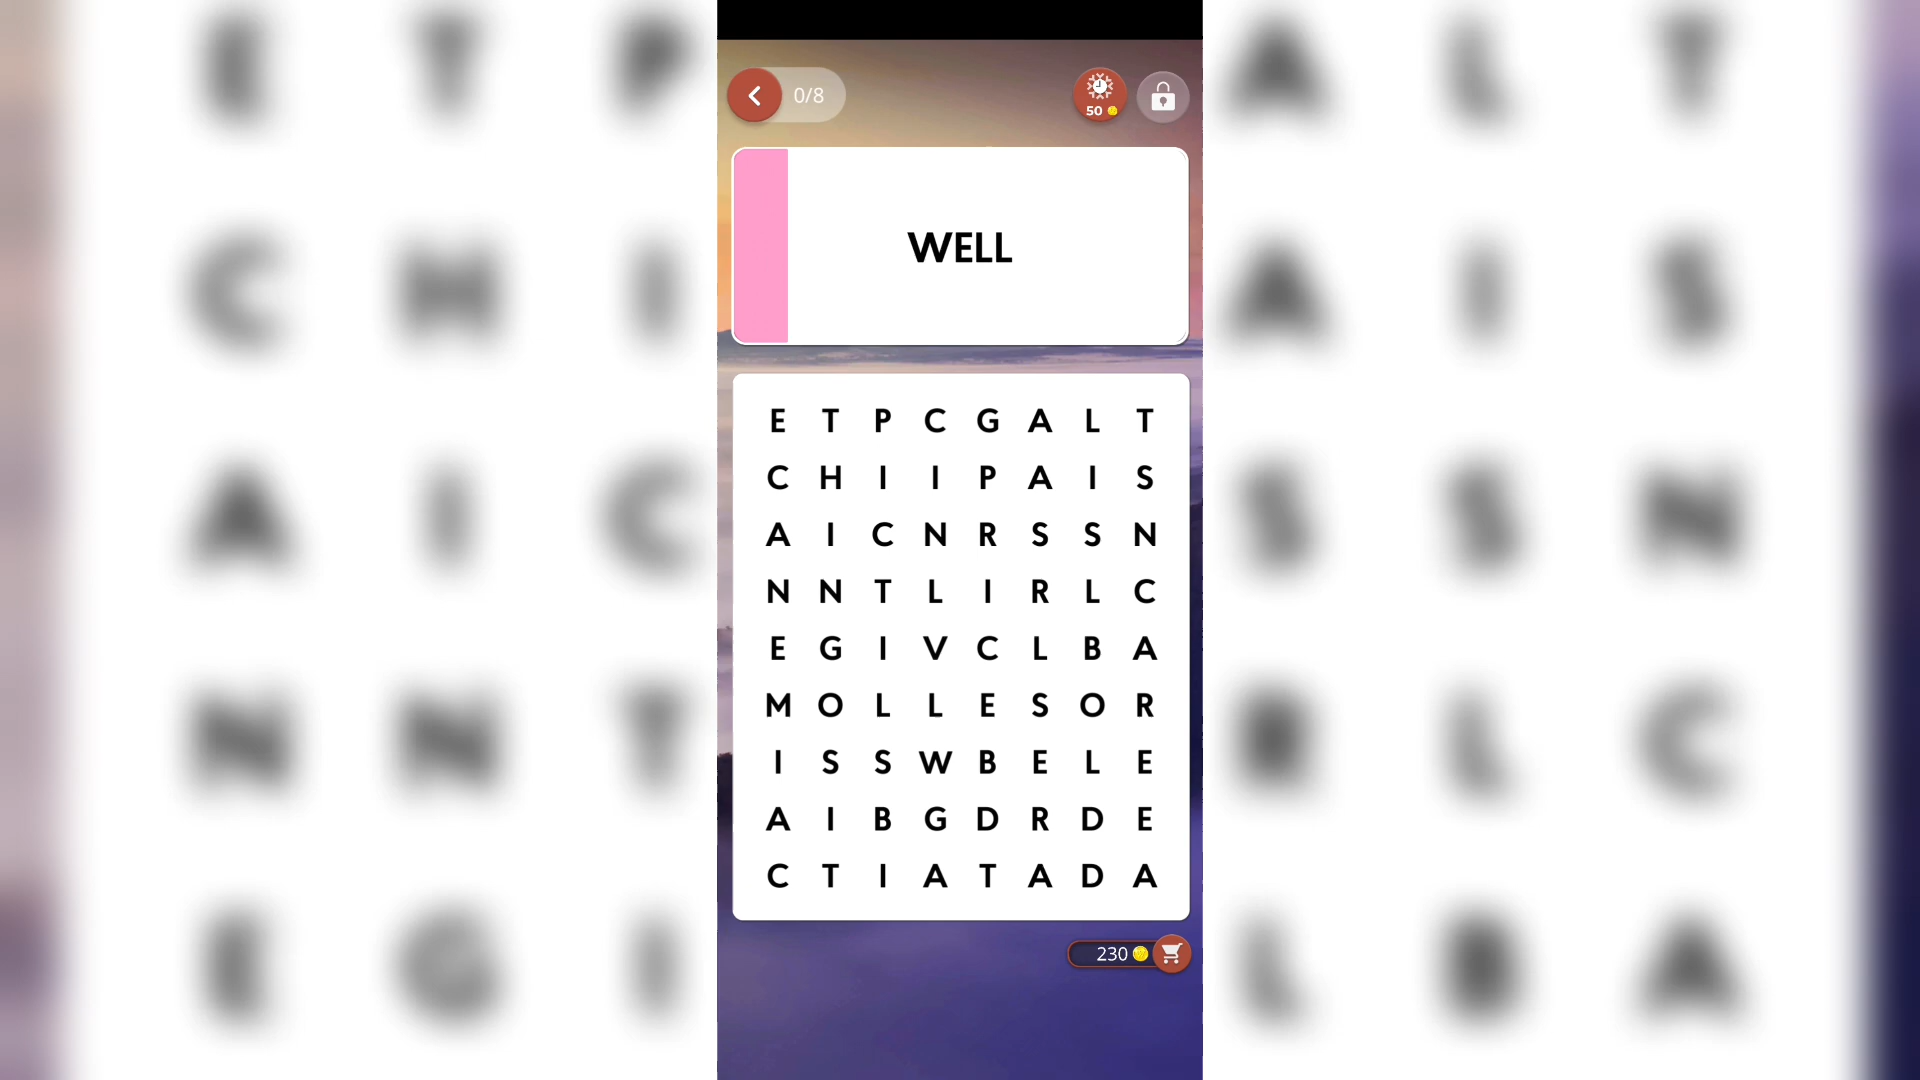 0/8
50
WELL
E T P C G A L T
C H I I P A I S
A I C N R S S N
N N T L I R L C
E G I V C L B A
M O L L E S O R
I S S W B E L E
A I B G D R D E
C T I A T A D A
230